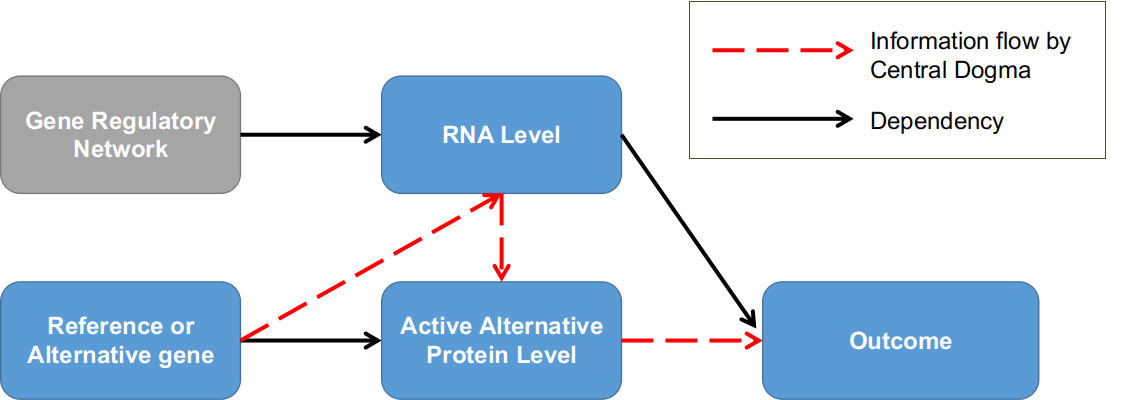 Information flow by
Central Dogma
Dependency
Gene Regulatory
Network
RNA Level
Reference or
Alternative gene
Active Alternative
Protein Level
Outcome